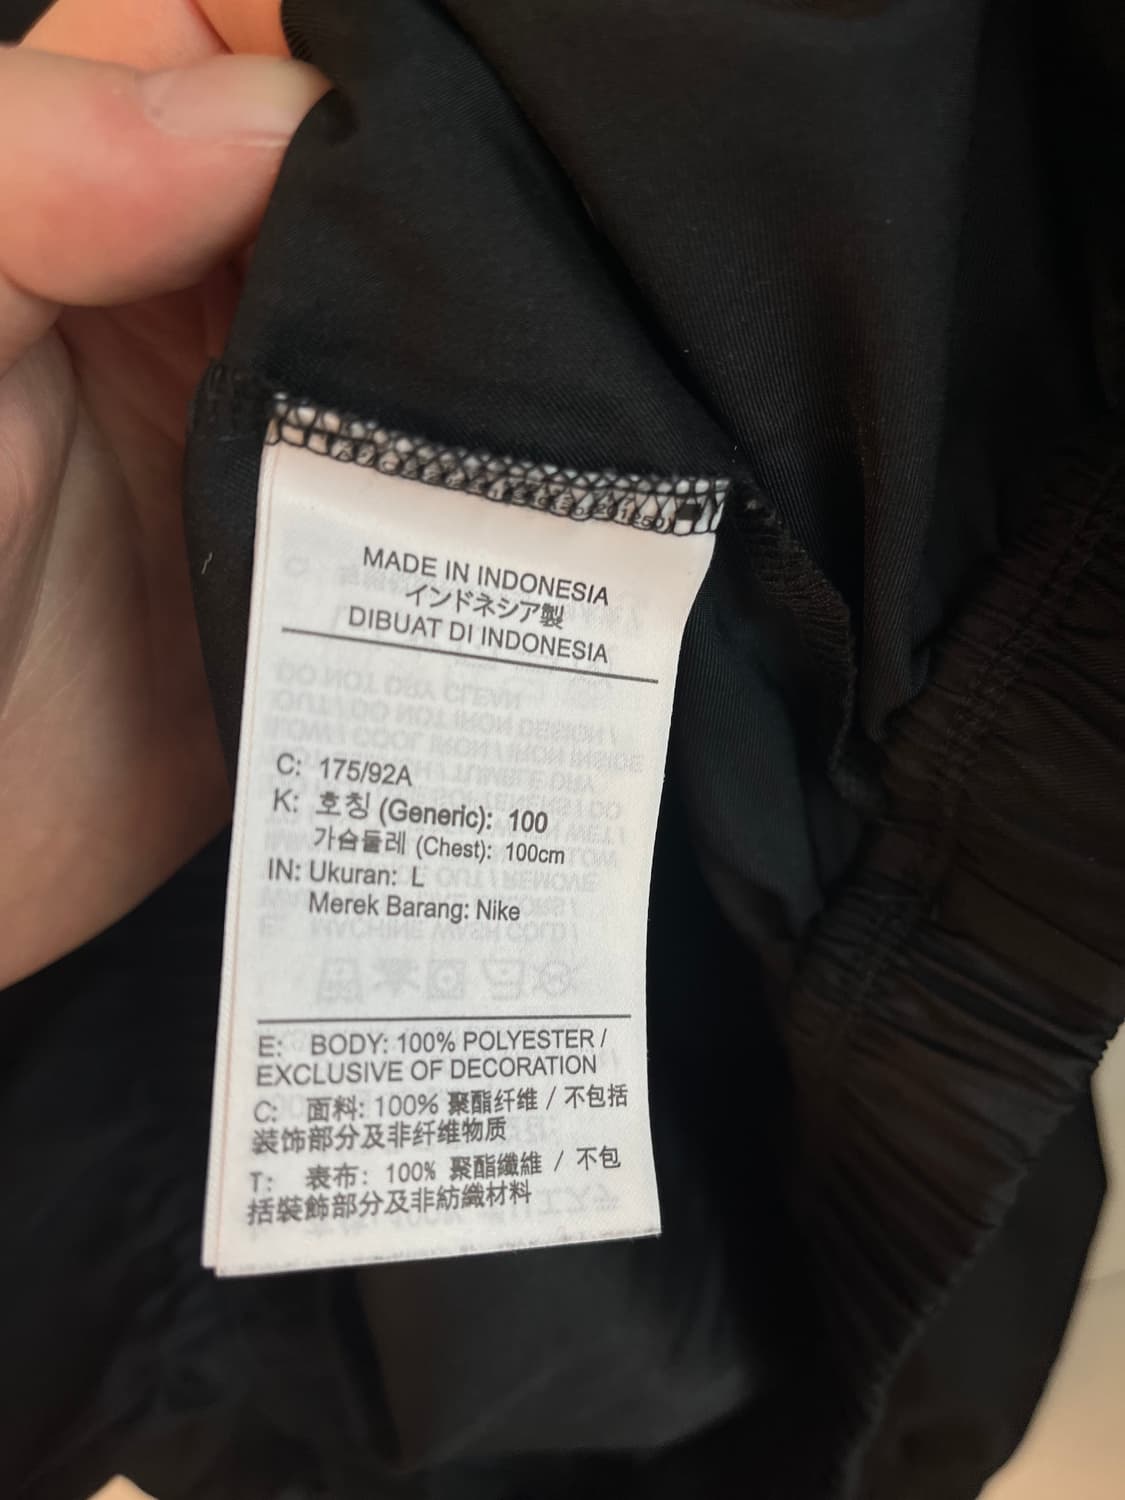 MADE IN INDONESIA
インドネシア製
DIBUAT DI INDONESIA
C: 175/92A
K: 호칭 (Generic): 100
가슴둘레 (Chest): 100cm
IN: Ukuran: L
Merek Barang: Nike
E: BODY: 100% POLYESTER /
EXCLUSIVE OF DECORATION
C: 面料: 100% 聚酯纤维 / 不包括
装饰部分及非纤维物质
T: 表布: 100% 聚酯纖維 / 不包
括裝飾部分及非紡織材料